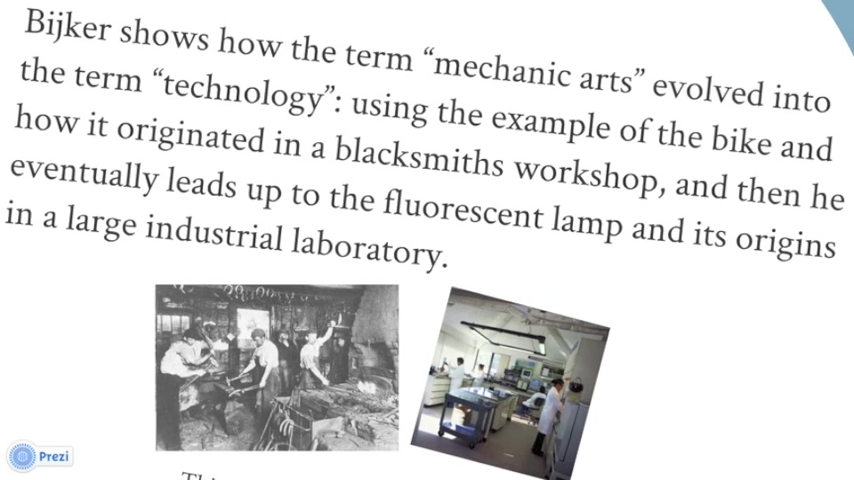 Bijker shows how the term “mechanic arts” evolved into
the term “technology”: using the example of the bike and
how it originated in a blacksmiths workshop, and then he
eventually leads up to the fluorescent lamp and its origins
in a large industrial laboratory.
Prezi